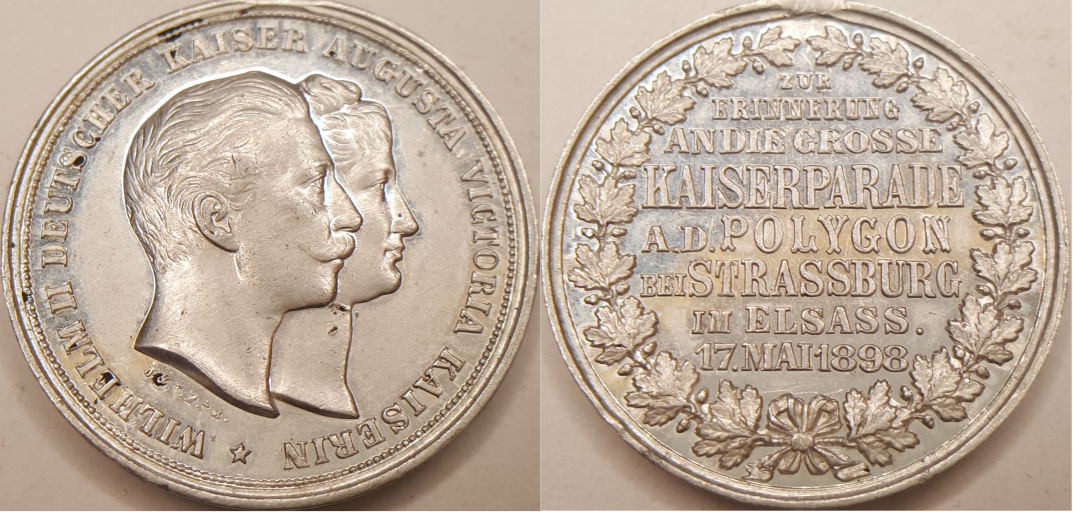 WILHELM II DEUTSCHER KAISER AUGUSTA VICTORIA KAISERIN
ZUR
ERINNERUNG
AN DIE GROSSE
KAISERPARADE
A.D. POLYGON
BEI STRASSBURG
IM ELSASS.
17. MAI 1898